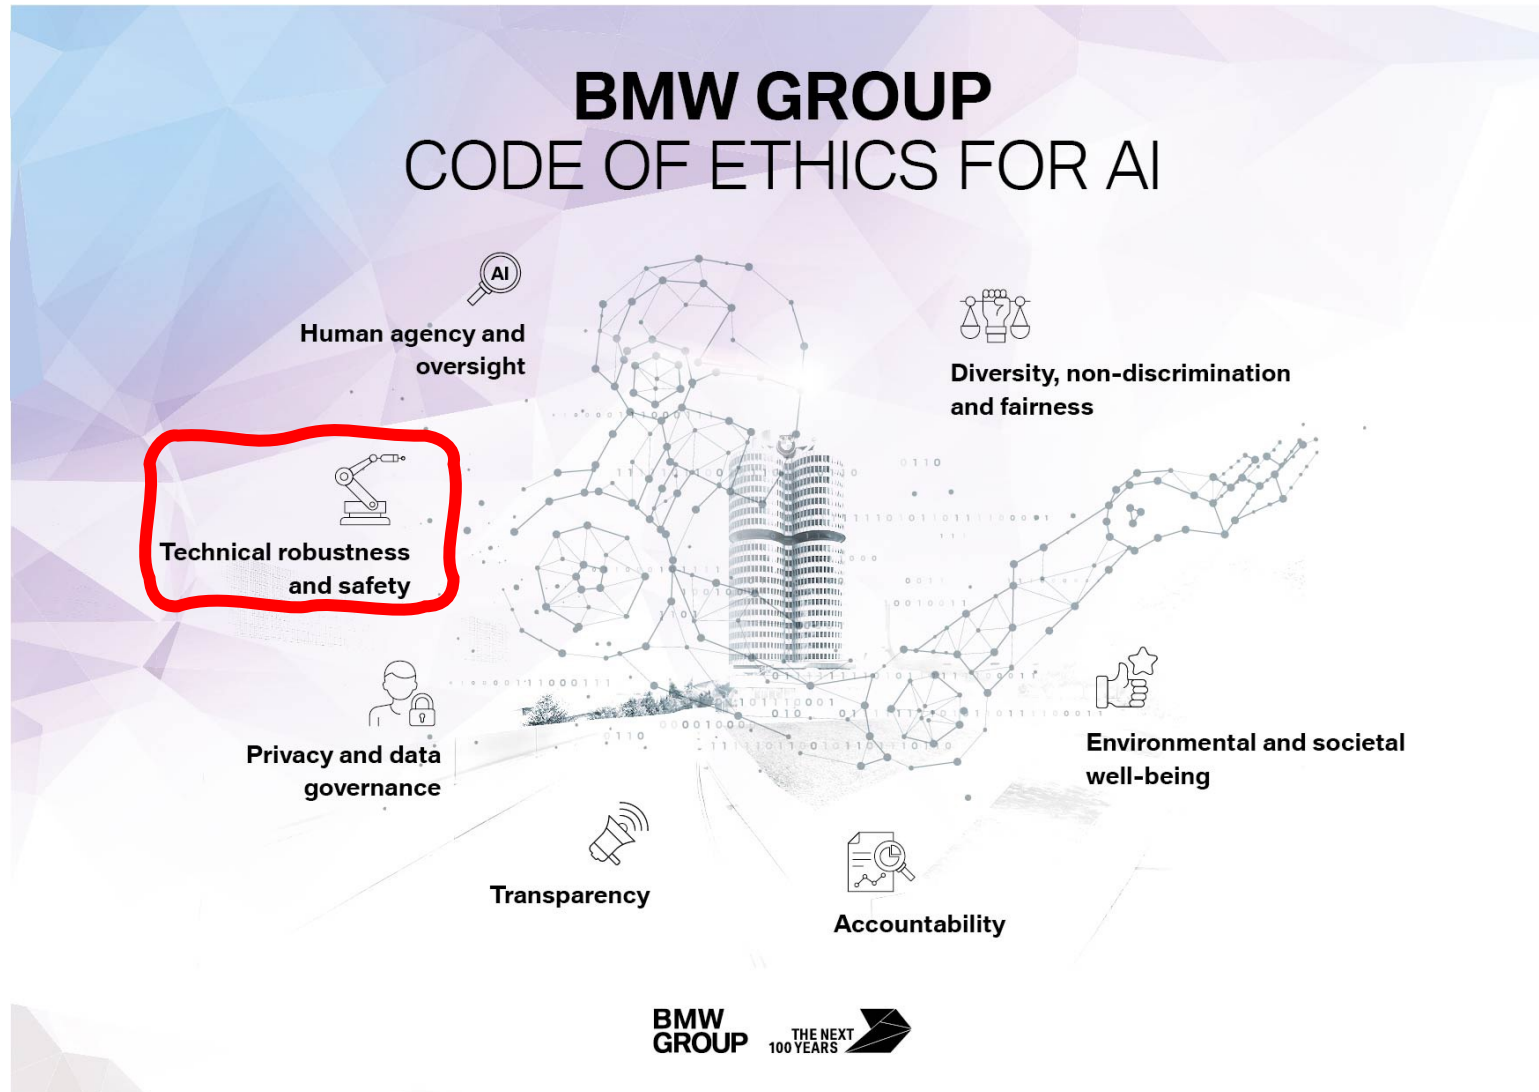 BMW GROUP
CODE OF ETHICS FOR AI
AI
Human agency and
oversight
Diversity, non-discrimination
and fairness
Technical robustness
and safety
Privacy and data
governance
Environmental and societal
well-being
Transparency
Accountability
BMW
GROUP
THE NEXT
100 YEARS